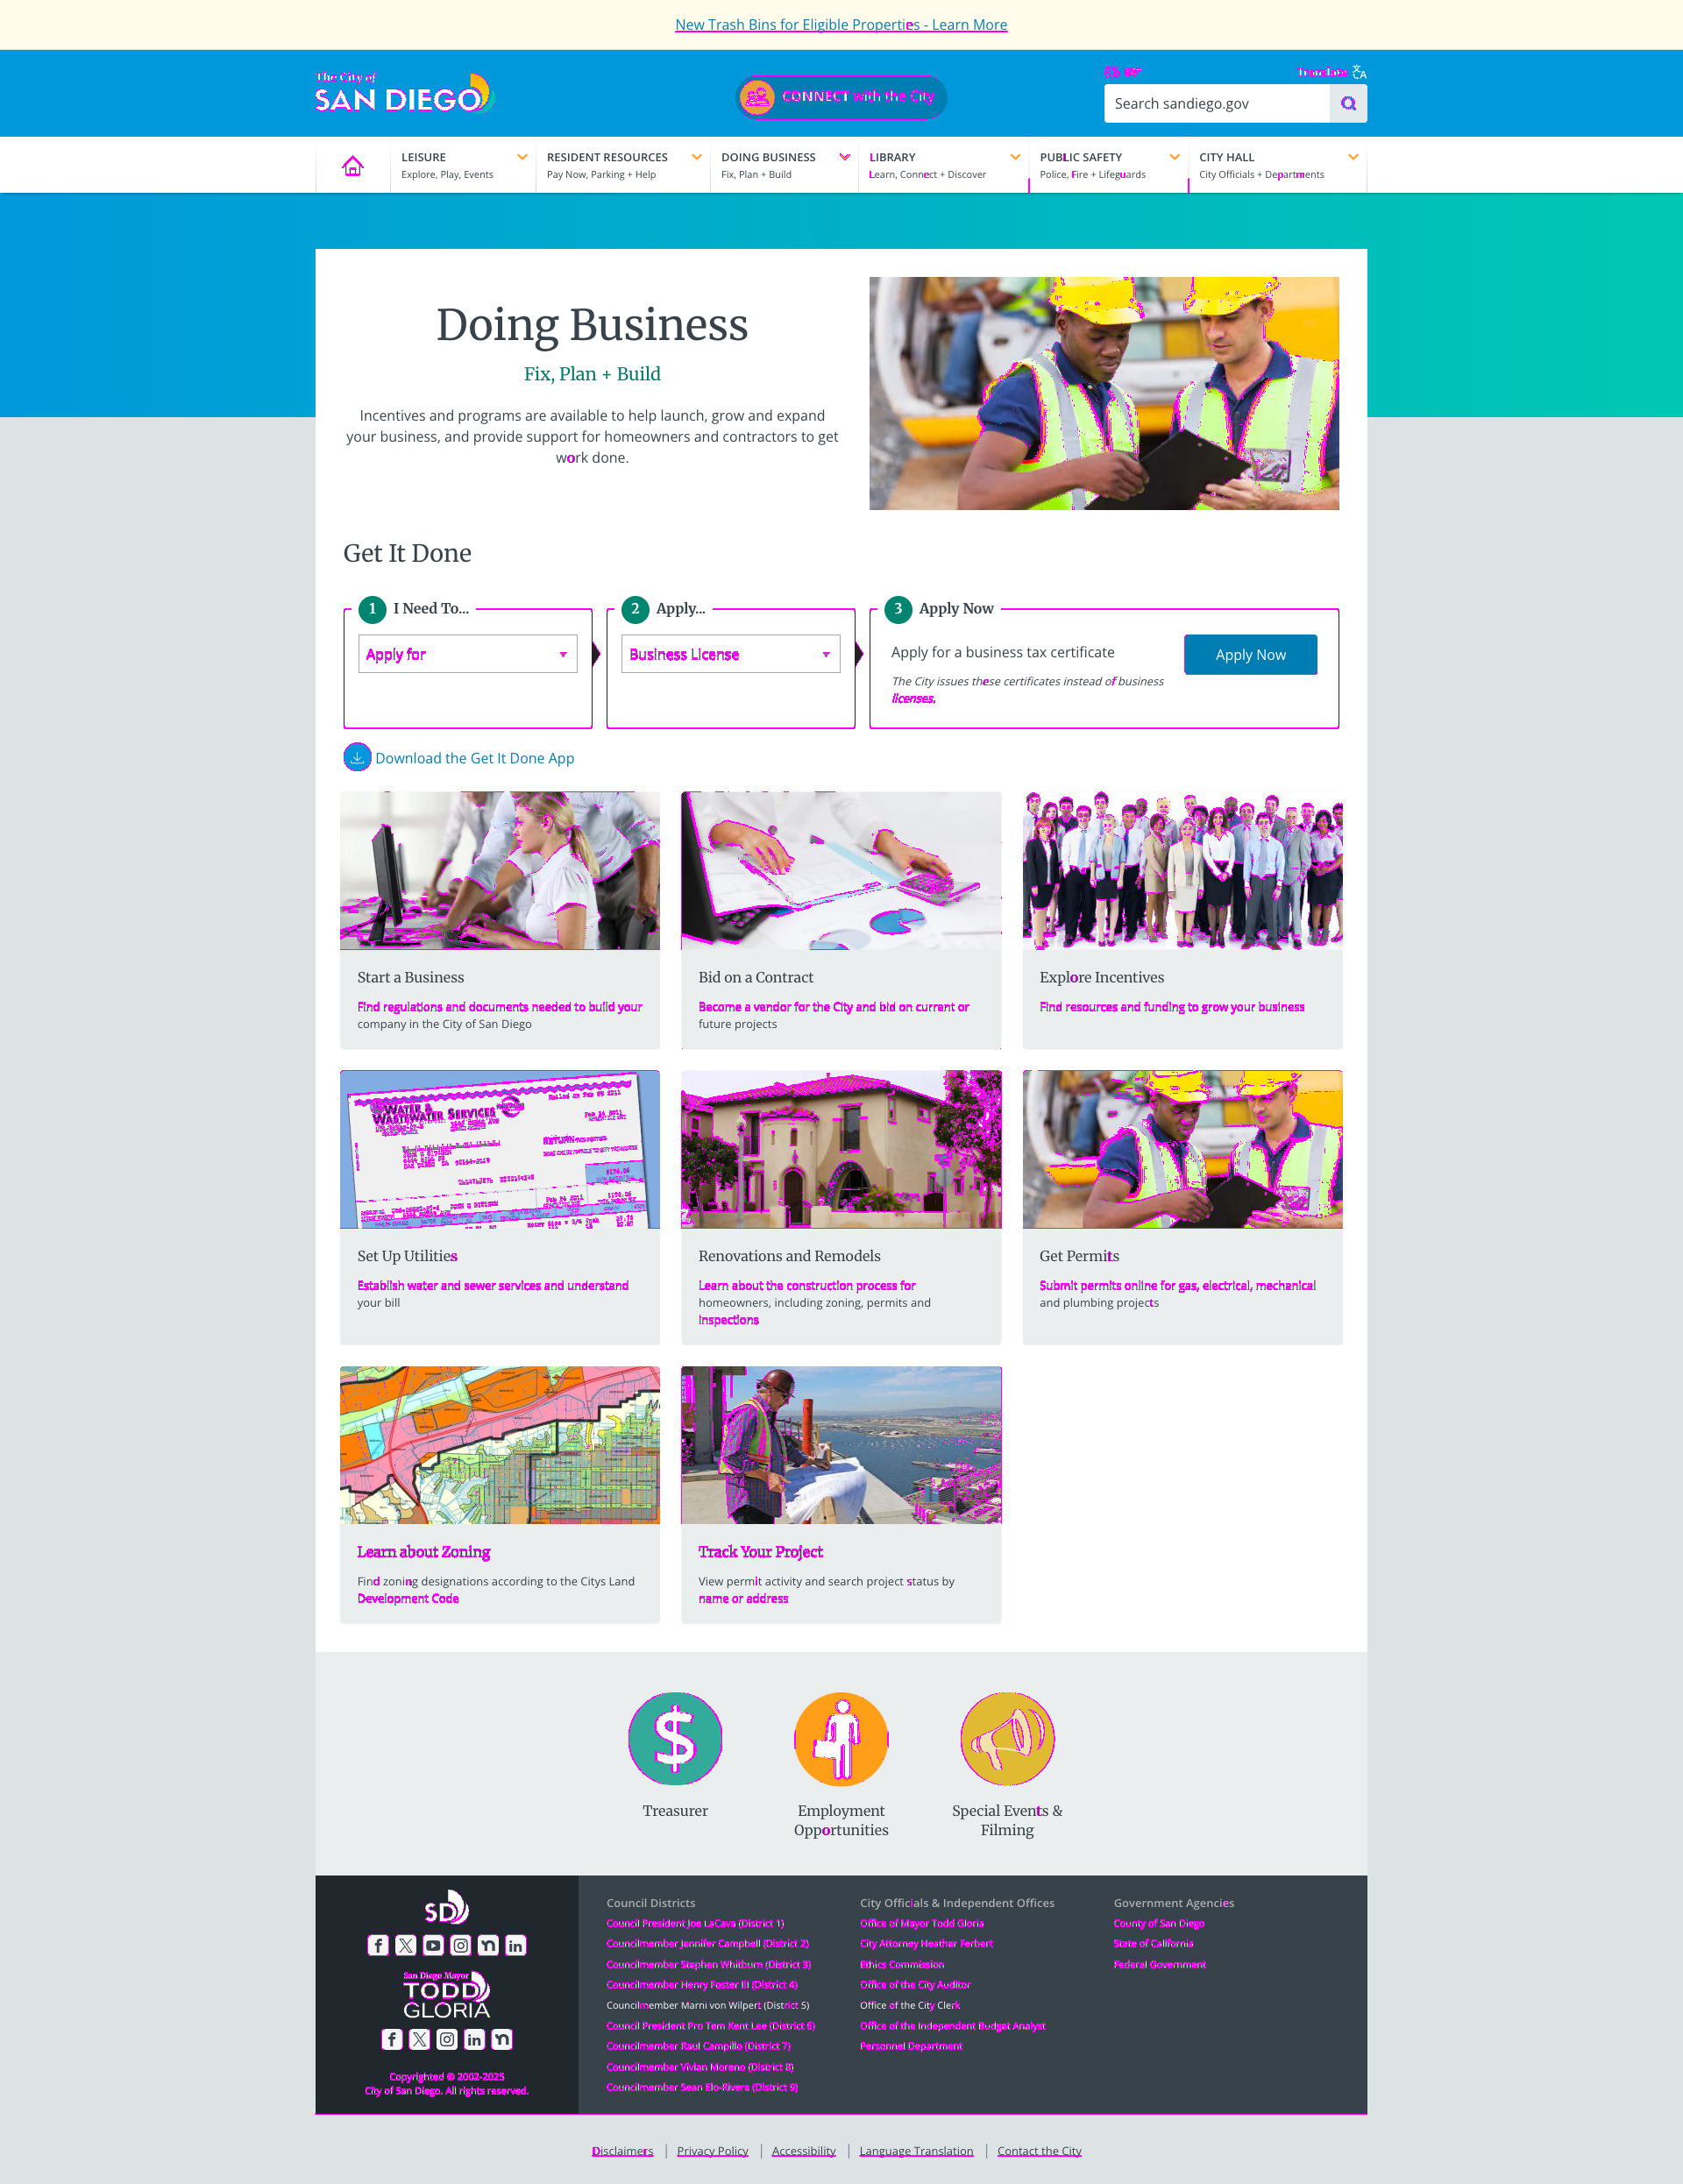 New Trash Bins for Eligible Properties - Learn More
The City of
SAN DIEGO
CONNECT with the City
Translate
Search sandiego.gov
LEISURE
Explore, Play, Events
RESIDENT RESOURCES
Pay Now, Parking + Help
DOING BUSINESS
Fix, Plan + Build
LIBRARY
Learn, Connect + Discover
PUBLIC SAFETY
Police, Fire + Lifeguards
CITY HALL
City Officials + Departments
Doing Business
Fix, Plan + Build
Incentives and programs are available to help launch, grow and expand
your business, and provide support for homeowners and contractors to get
work done.
Get It Done
1 I Need To...
Apply for
2 Apply...
Business License
3 Apply Now
Apply for a business tax certificate
The City issues these certificates instead of business
licenses.
Apply Now
Download the Get It Done App
Start a Business
Find regulations and documents needed to build your
company in the City of San Diego
Bid on a Contract
Become a vendor for the City and bid on current or
future projects
Explore Incentives
Find resources and funding to grow your business
WATER &
WASTEWATER SERVICES
Set Up Utilities
Establish water and sewer services and understand
your bill
Renovations and Remodels
Learn about the construction process for
homeowners, including zoning, permits and
inspections
Get Permits
Submit permits online for gas, electrical, mechanical
and plumbing projects
Learn about Zoning
Find zoning designations according to the Citys Land
Development Code
Track Your Project
View permit activity and search project status by
name or address
Treasurer
Employment
Opportunities
Special Events &
Filming
SD
San Diego Mayor
TODD
GLORIA
Copyrighted © 2002-2025
City of San Diego. All rights reserved.
Council Districts
Council President Joe LaCava (District 1)
Councilmember Jennifer Campbell (District 2)
Councilmember Stephen Whitburn (District 3)
Councilmember Henry Foster III (District 4)
Councilmember Marni von Wilpert (District 5)
Council President Pro Tem Kent Lee (District 6)
Councilmember Raul Campillo (District 7)
Councilmember Vivian Moreno (District 8)
Councilmember Sean Elo-Rivera (District 9)
City Officials & Independent Offices
Office of Mayor Todd Gloria
City Attorney Heather Ferbert
Ethics Commission
Office of the City Auditor
Office of the City Clerk
Office of the Independent Budget Analyst
Personnel Department
Government Agencies
County of San Diego
State of California
Federal Government
Disclaimers
Privacy Policy
Accessibility
Language Translation
Contact the City